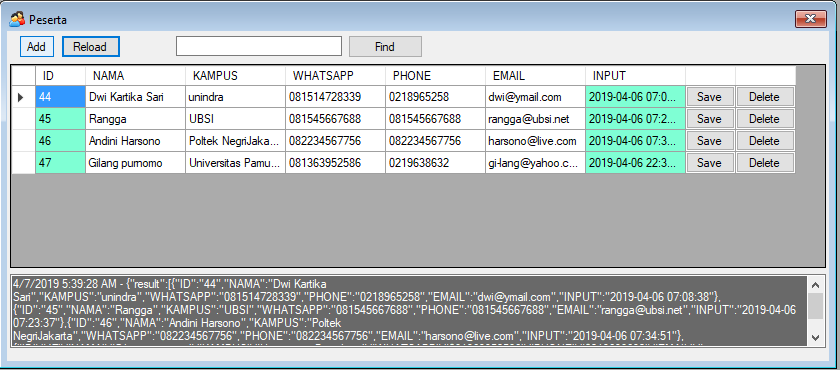 Peserta
Add Reload Find
ID NAMA KAMPUS WHATSAPP PHONE EMAIL INPUT
44 Dwi Kartika Sari unindra 081514728339 0218965258 dwi@ymail.com 2019-04-06 07:0... Save Delete
45 Rangga UBSI 081545667688 081545667688 rangga@ubsi.net 2019-04-06 07:2... Save Delete
46 Andini Harsono Poltek NegriJaka... 082234567756 082234567756 harsono@live.com 2019-04-06 07:3... Save Delete
47 Gilang purnomo Universitas Pamu... 081363952586 0219638632 gi-lang@yahoo.c... 2019-04-06 22:3... Save Delete
4/7/2019 5:39:28 AM - {"result":[{"ID":"44","NAMA":"Dwi Kartika
Sari","KAMPUS":"unindra","WHATSAPP":"081514728339","PHONE":"0218965258","EMAIL":"dwi@ymail.com","INPUT":"2019-04-06 07:08:38"},
{"ID":"45","NAMA":"Rangga","KAMPUS":"UBSI","WHATSAPP":"081545667688","PHONE":"081545667688","EMAIL":"rangga@ubsi.net","INPUT":"2019-04-06
07:23:37"},{"ID":"46","NAMA":"Andini Harsono","KAMPUS":"Poltek
NegriJakarta","WHATSAPP":"082234567756","PHONE":"082234567756","EMAIL":"harsono@live.com","INPUT":"2019-04-06 07:34:51"},